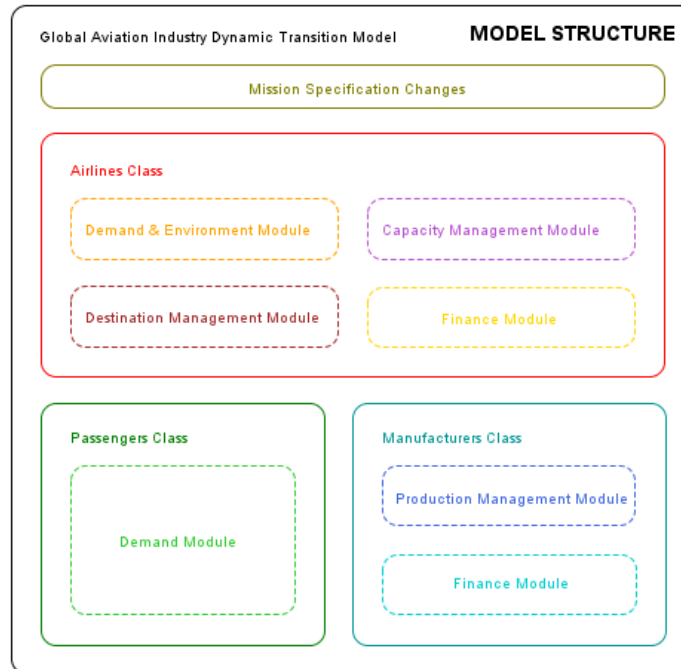 Global Aviation Industry Dynamic Transition Model
MODEL STRUCTURE
Mission Specification Changes
Airlines Class
Demand & Environment Module
Capacity Management Module
Destination Management Module
Finance Module
Passengers Class
Demand Module
Manufacturers Class
Production Management Module
Finance Module